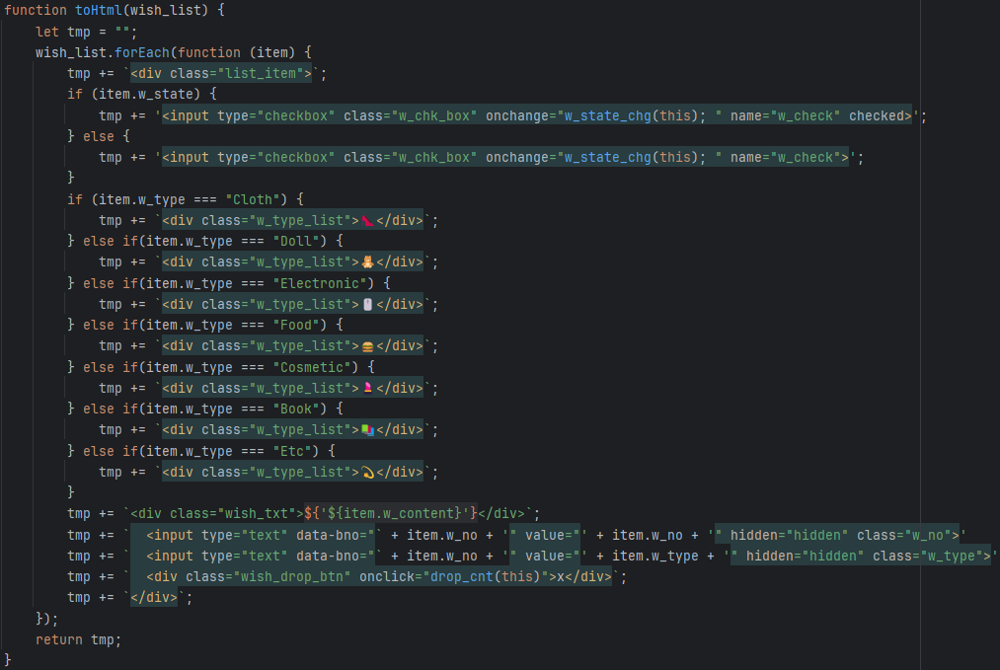 function toHtml(wish_list) {
    let tmp = "";
    wish_list.forEach(function (item) {
        tmp += `<div class="list_item">`;
        if (item.w_state) {
            tmp += '<input type="checkbox" class="w_chk_box" onchange="w_state_chg(this); " name="w_check" checked>';
        } else {
            tmp += '<input type="checkbox" class="w_chk_box" onchange="w_state_chg(this); " name="w_check">';
        }
        if (item.w_type === "Cloth") {
            tmp += `<div class="w_type_list">👠</div>`;
        } else if(item.w_type === "Doll") {
            tmp += `<div class="w_type_list">🧸</div>`;
        } else if(item.w_type === "Electronic") {
            tmp += `<div class="w_type_list">🖱️</div>`;
        } else if(item.w_type === "Food") {
            tmp += `<div class="w_type_list">🍔</div>`;
        } else if(item.w_type === "Cosmetic") {
            tmp += `<div class="w_type_list">💄</div>`;
        } else if(item.w_type === "Book") {
            tmp += `<div class="w_type_list">📚</div>`;
        } else if(item.w_type === "Etc") {
            tmp += `<div class="w_type_list">💫</div>`;
        }
        tmp += `<div class="wish_txt">${'${item.w_content}'}</div>`;
        tmp += `  <input type="text" data-bno="` + item.w_no + '" value="' + item.w_no + '" hidden="hidden" class="w_no">'
        tmp += `  <input type="text" data-bno="` + item.w_no + '" value="' + item.w_type + '" hidden="hidden" class="w_type">'
        tmp += `  <div class="wish_drop_btn" onclick="drop_cnt(this)">x</div>`;
        tmp += `</div>`;
    });
    return tmp;
}